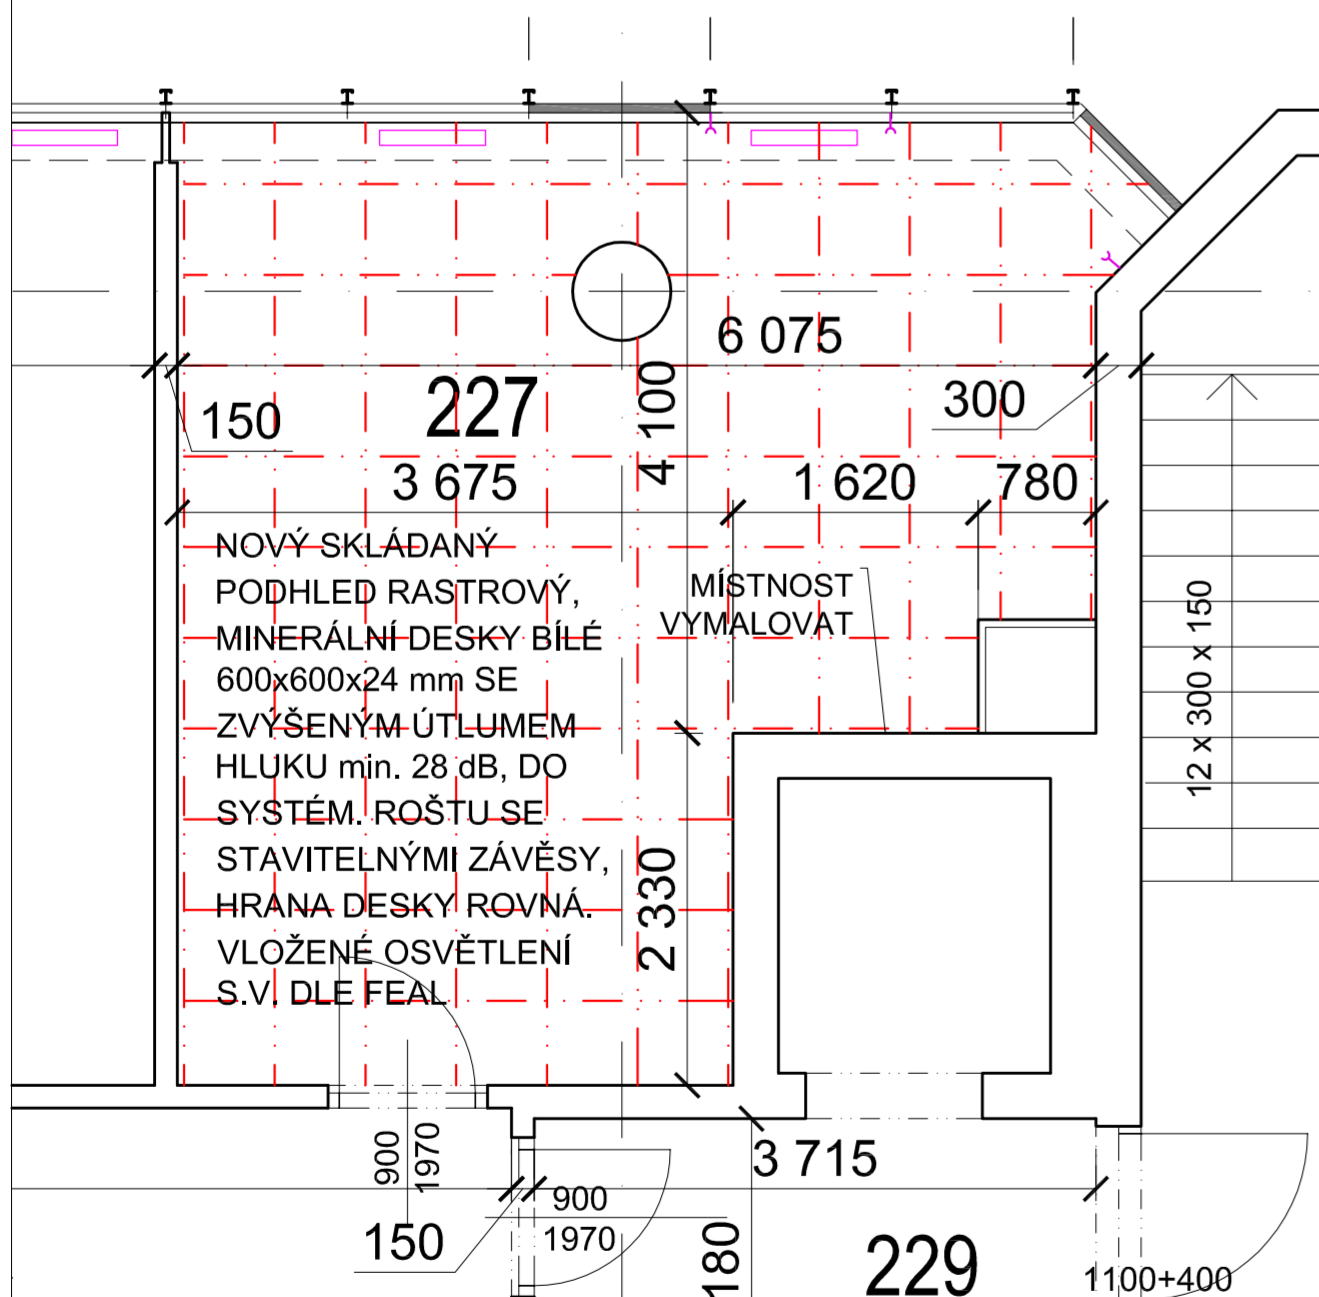 6 075
150
227
4 100
300
3 675
1 620
780
NOVÝ SKLÁDANÝ
PODHLED RASTROVÝ,
MINERÁLNÍ DESKY BÍLÉ
600x600x24 mm SE
ZVÝŠENÝM ÚTLUMEM
HLUKU min. 28 dB, DO
SYSTÉM. ROŠTU SE
STAVITELNÝMI ZÁVĚSY,
HRANA DESKY ROVNÁ.
VLOŽENÉ OSVĚTLENÍ
S.V. DLE FEAL
MÍSTNOST
VYMALOVAT
12 x 300 x 150
2 330
900
1970
3 715
900
1970
150
180
229
1100+400